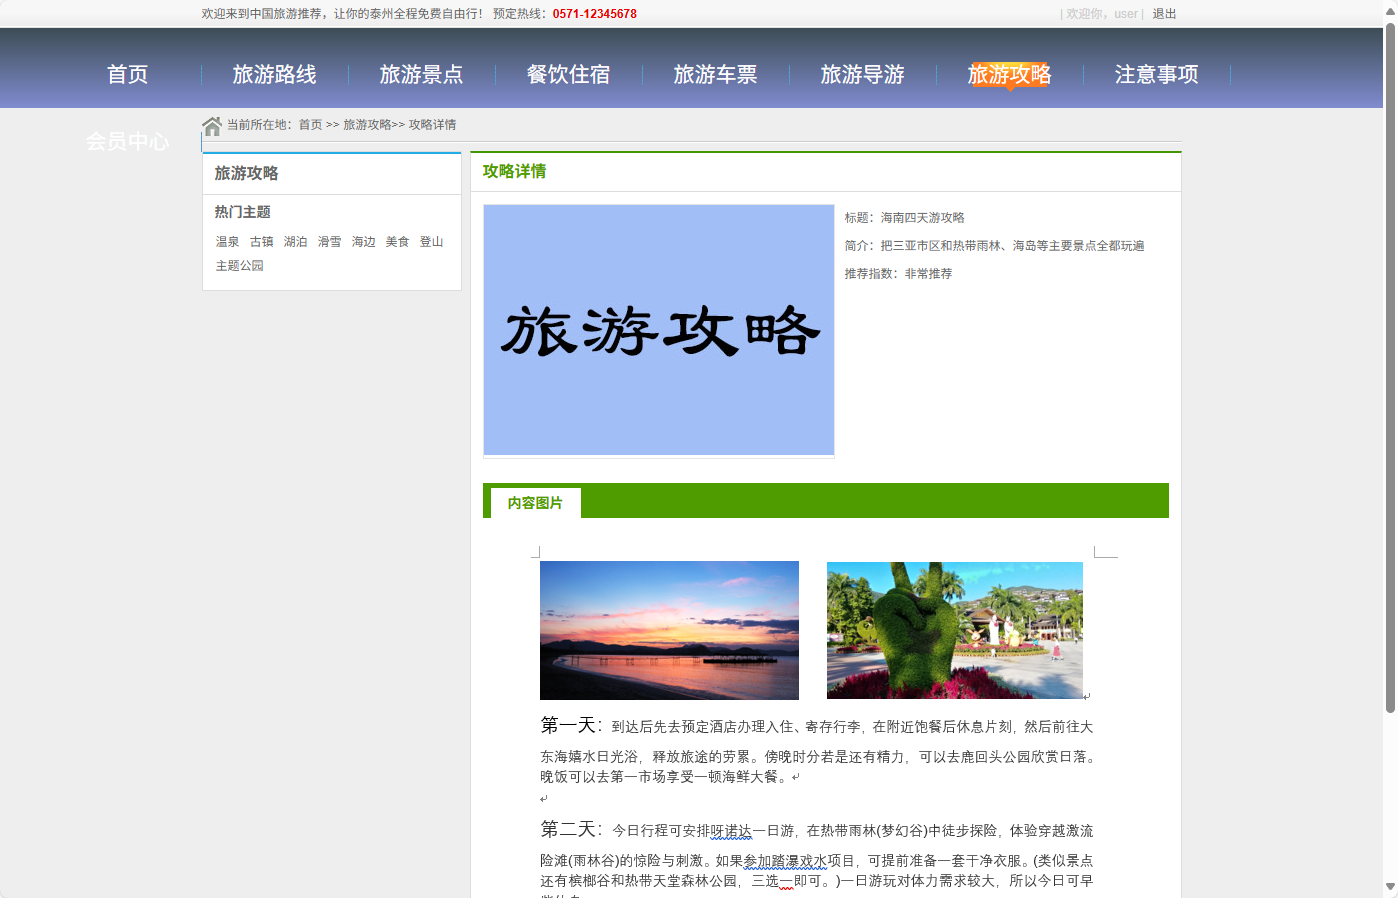 欢迎来到中国旅游推荐，让你的泰州全程免费自由行！ 预定热线：0571-12345678
| 欢迎你，user | 退出
首页 旅游路线 旅游景点 餐饮住宿 旅游车票 旅游导游 旅游攻略 注意事项
会员中心
当前所在地：首页 >> 旅游攻略>> 攻略详情
旅游攻略
热门主题
温泉 古镇 湖泊 滑雪 海边 美食 登山
主题公园
攻略详情
旅游攻略
标题：海南四天游攻略
简介：把三亚市区和热带雨林、海岛等主要景点全都玩遍
推荐指数：非常推荐
内容图片
第一天：到达后先去预定酒店办理入住、寄存行李，在附近饱餐后休息片刻，然后前往大
东海嬉水日光浴，释放旅途的劳累。傍晚时分若是还有精力，可以去鹿回头公园欣赏日落。
晚饭可以去第一市场享受一顿海鲜大餐。
第二天：今日行程可安排呀诺达一日游，在热带雨林(梦幻谷)中徒步探险，体验穿越激流
险滩(雨林谷)的惊险与刺激。如果参加踏瀑戏水项目，可提前准备一套干净衣服。(类似景点
还有槟榔谷和热带天堂森林公园，三选一即可。)一日游玩对体力需求较大，所以今日可早